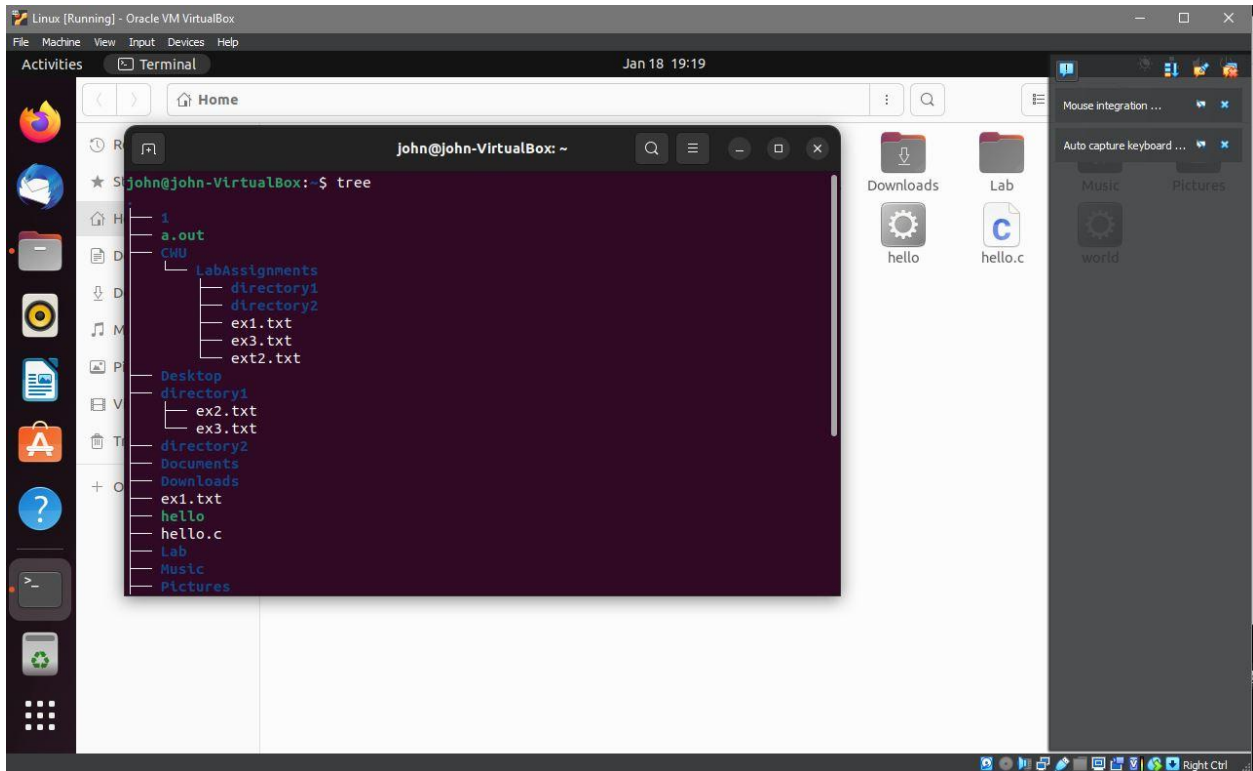 Linux [Running] - Oracle VM VirtualBox
File Machine View Input Devices Help
Activities Terminal Jan 18 19:19
Home
Mouse integration ...
Auto capture keyboard ...
john@john-VirtualBox: ~
john@john-VirtualBox:~$ tree
.
├── 1
├── a.out
├── CWU
│   └── LabAssignments
│       ├── directory1
│       ├── directory2
│       ├── ex1.txt
│       ├── ex3.txt
│       └── ext2.txt
├── Desktop
├── directory1
│   ├── ex2.txt
│   └── ex3.txt
├── directory2
├── Documents
├── Downloads
├── ex1.txt
├── hello
├── hello.c
├── Lab
├── Music
├── Pictures
Downloads Lab Music Pictures
hello hello.c world
Right Ctrl